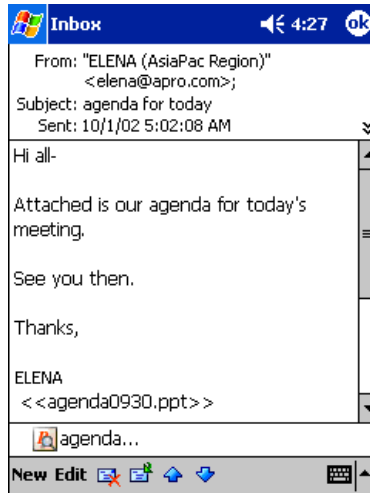 Inbox 4:27 ok
From: "ELENA (AsiaPac Region)"
<elena@apro.com>;
Subject: agenda for today
Sent: 10/1/02 5:02:08 AM
Hi all-
Attached is our agenda for today's
meeting.
See you then.
Thanks,
ELENA
<<agenda0930.ppt>>
agenda...
New Edit